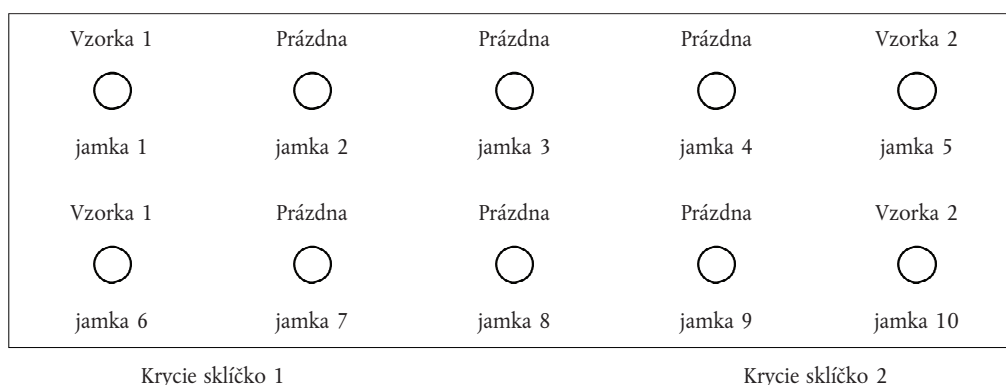 Vzorka 1 Prázdna Prázdna Prázdna Vzorka 2
jamka 1 jamka 2 jamka 3 jamka 4 jamka 5
Vzorka 1 Prázdna Prázdna Prázdna Vzorka 2
jamka 6 jamka 7 jamka 8 jamka 9 jamka 10
Krycie sklíčko 1 Krycie sklíčko 2